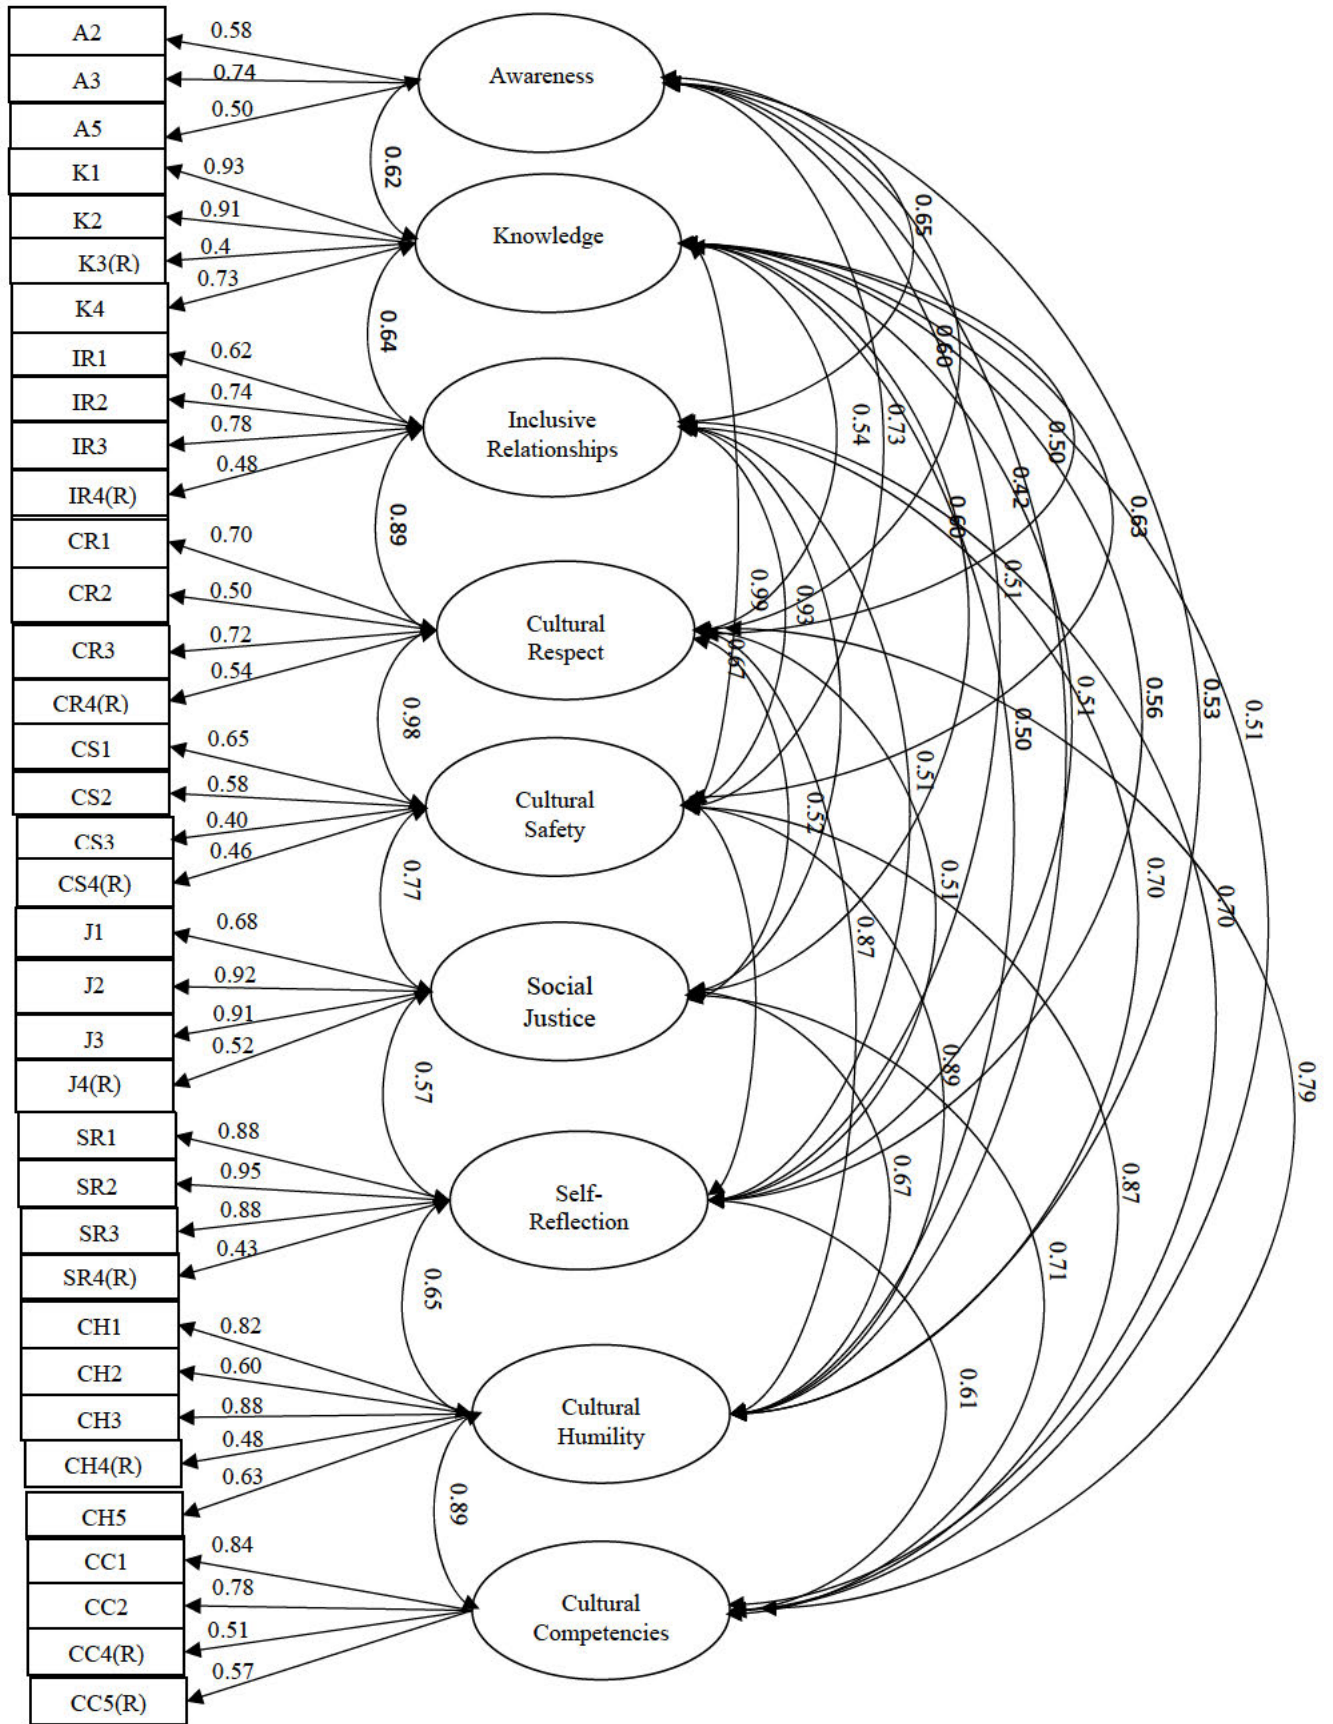 A2
0.58
A3
0.74
A5
0.50
K1
0.93
K2
0.91
K3(R)
0.4
K4
0.73
IR1
0.62
IR2
0.74
IR3
0.78
IR4(R)
0.48
CR1
0.70
CR2
0.50
CR3
0.72
CR4(R)
0.54
CS1
0.65
CS2
0.58
CS3
0.40
CS4(R)
0.46
J1
0.68
J2
0.92
J3
0.91
J4(R)
0.52
SR1
0.88
SR2
0.95
SR3
0.88
SR4(R)
0.43
CH1
0.82
CH2
0.60
CH3
0.88
CH4(R)
0.48
CH5
0.63
CC1
0.84
CC2
0.78
CC4(R)
0.51
CC5(R)
0.57
Awareness
0.62
Knowledge
0.64
Inclusive
Relationships
0.89
Cultural
Respect
0.98
Cultural
Safety
0.77
Social
Justice
0.57
Self-
Reflection
0.65
Cultural
Humility
0.89
Cultural
Competencies
0.65
0.60
0.54
0.73
0.50
0.42
0.60
0.63
0.51
0.99
0.93
0.67
0.51
0.56
0.53
0.51
0.50
0.51
0.52
0.51
0.70
0.70
0.87
0.89
0.79
0.67
0.87
0.71
0.61